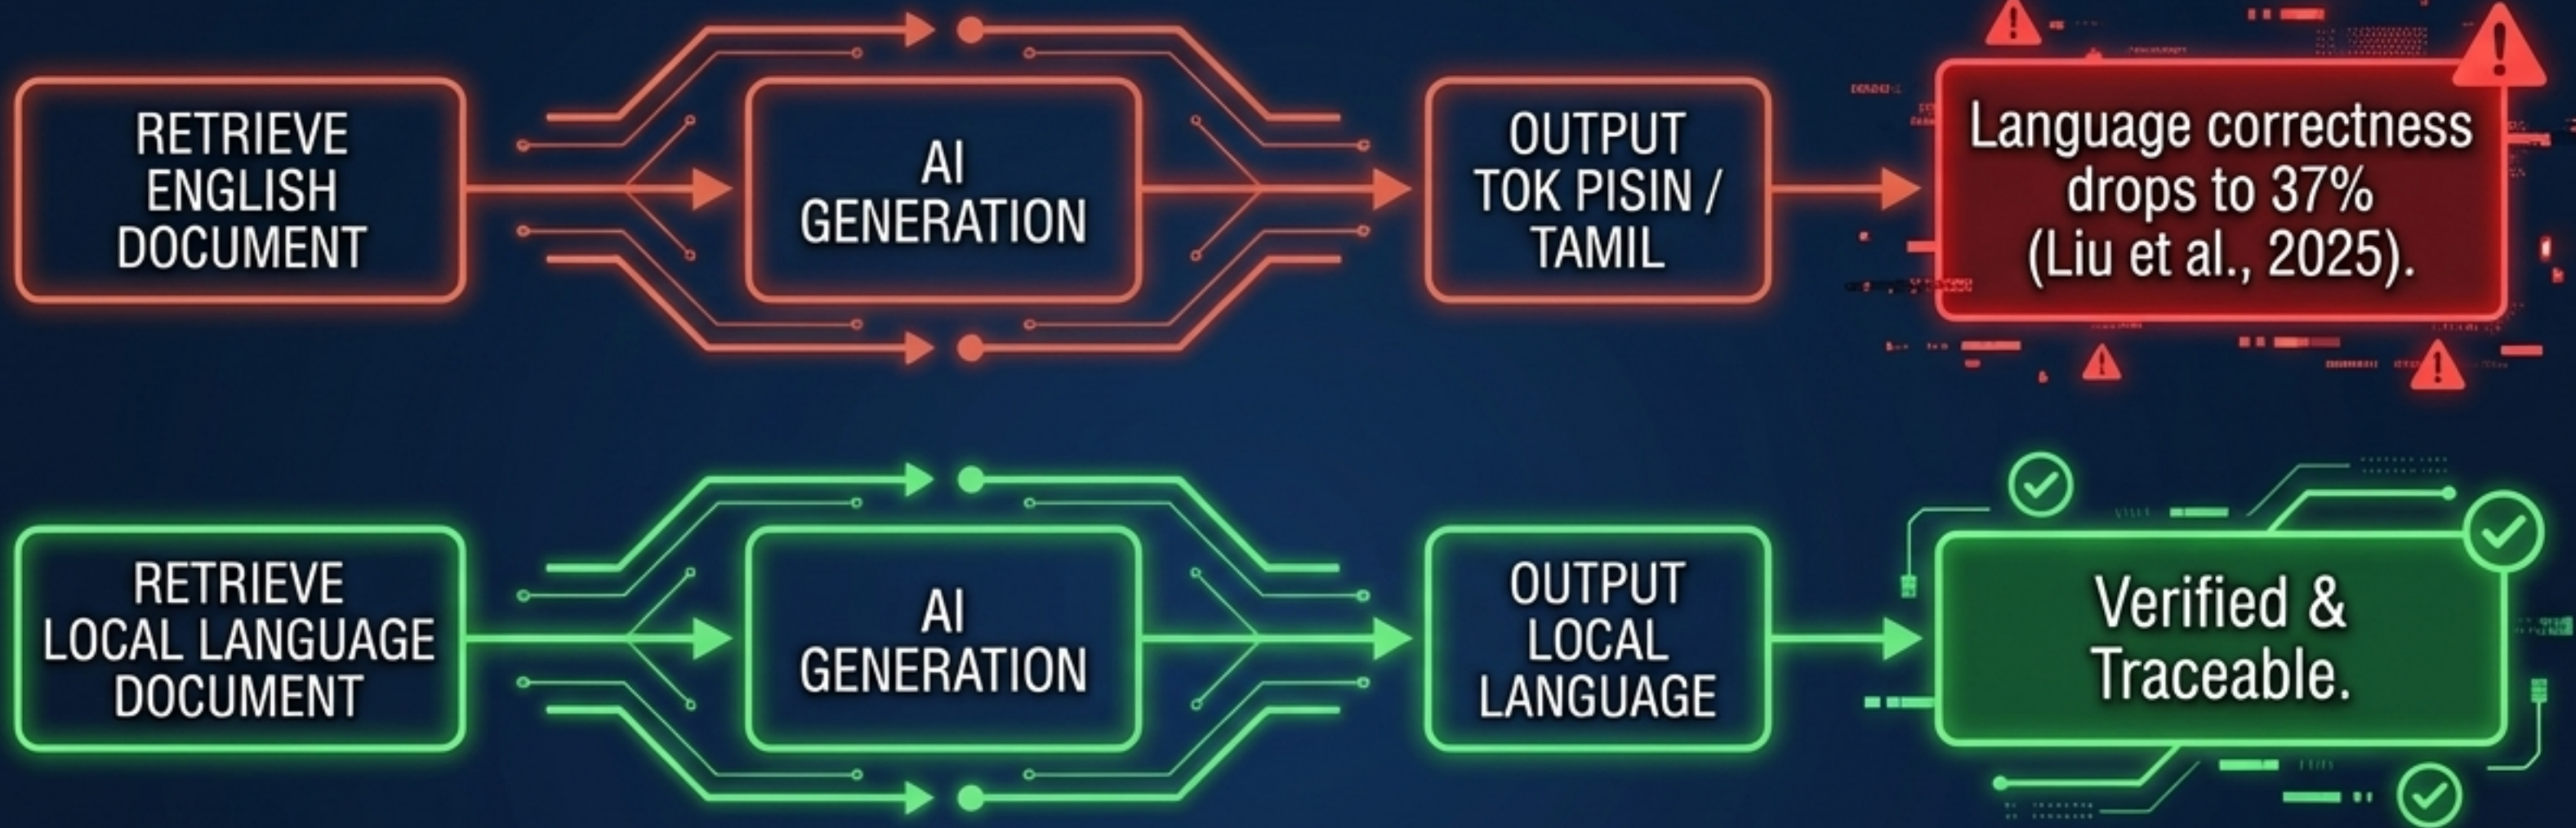 RETRIEVE
ENGLISH
DOCUMENT
AI
GENERATION
OUTPUT
TOK PISIN /
TAMIL
Language correctness
drops to 37%
(Liu et al., 2025).
RETRIEVE
LOCAL LANGUAGE
DOCUMENT
AI
GENERATION
OUTPUT
LOCAL
LANGUAGE
Verified &
Traceable.